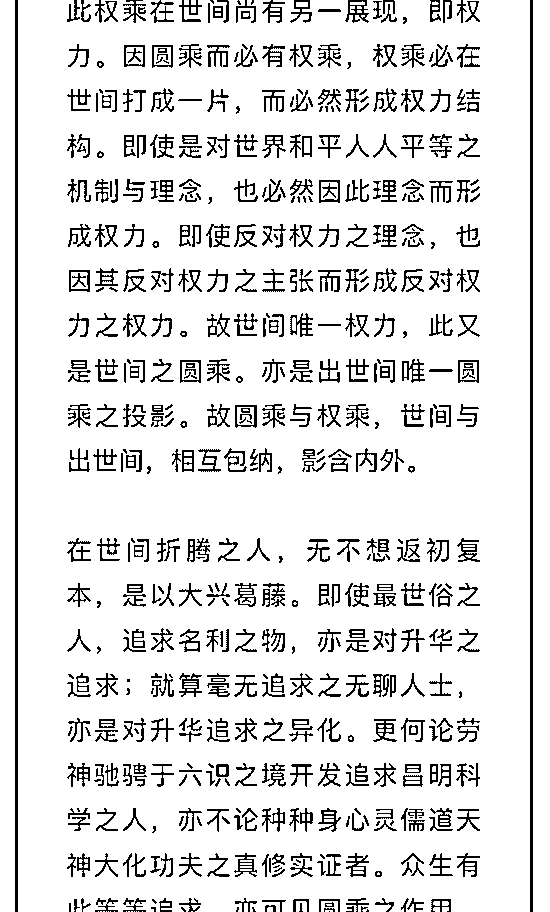 此权乘在世间尚有另一展现，即权
力。因圆乘而必有权乘，权乘必在
世间打成一片，而必然形成权力结
构。即使是对世界和平人人平等之
机制与理念，也必然因此理念而形
成权力。即使反对权力之理念，也
因其反对权力之主张而形成反对权
力之权力。故世间唯一权力，此又
是世间之圆乘。亦是出世间唯一圆
乘之投影。故圆乘与权乘，世间与
出世间，相互包纳，影含内外。
在世间折腾之人，无不想返初复
本，是以大兴葛藤。即使最世俗之
人，追求名利之物，亦是对升华之
追求；就算毫无追求之无聊人士，
亦是对升华追求之异化。更何论劳
神驰骋于六识之境开发追求昌明科
学之人，亦不论种种身心灵儒道天
神大化功夫之真修实证者。众生有
此等等追求，亦可见圆乘之作用。